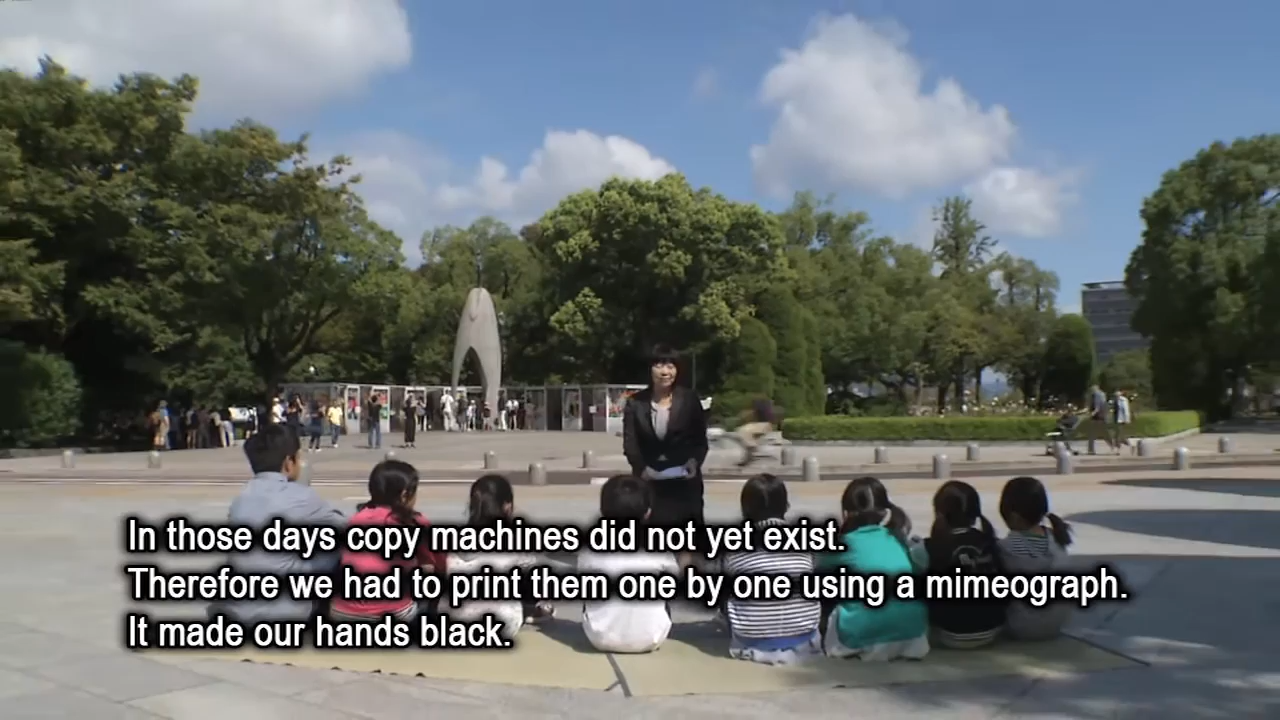 In those days copy machines did not yet exist.
Therefore we had to print them one by one using a mimeograph.
It made our hands black.